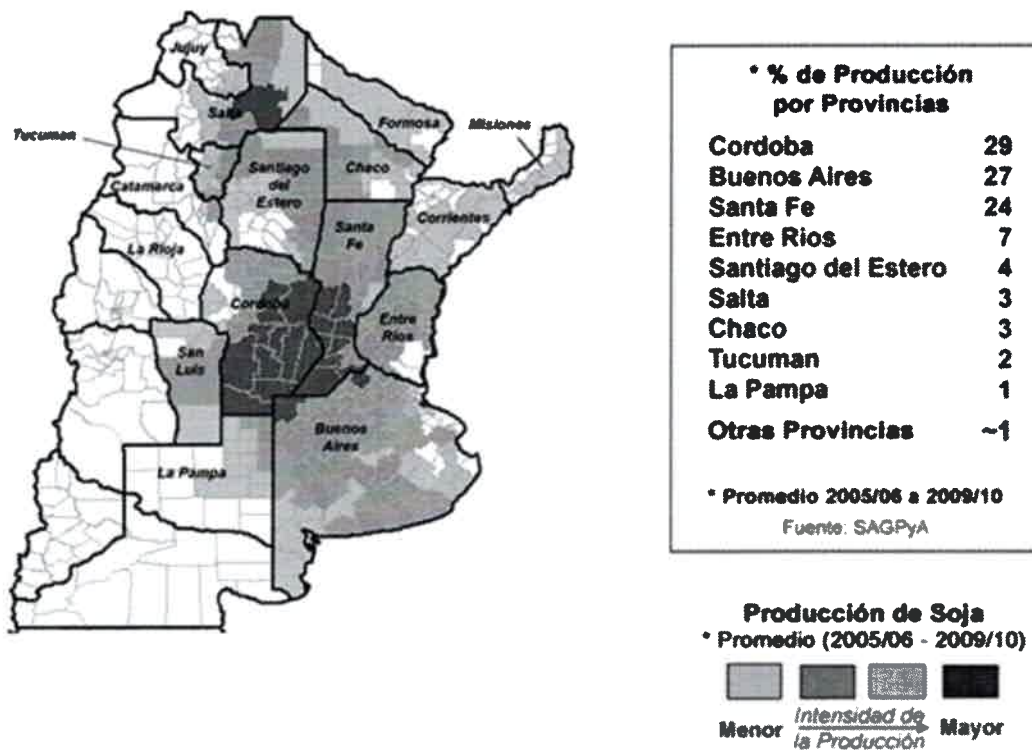 Jujuy
Salta
Formosa
Misiones
Tucuman
Santiago
del
Estero
Chaco
Catamarca
Corrientes
Santa
Fe
La Rioja
Cordoba
Entre
Rios
San
Luis
Buenos
Aires
La Pampa
* % de Producción
por Provincias
Cordoba 29
Buenos Aires 27
Santa Fe 24
Entre Rios 7
Santiago del Estero 4
Salta 3
Chaco 3
Tucuman 2
La Pampa 1
Otras Provincias ~1
* Promedio 2005/06 a 2009/10
Fuente: SAGPyA
Producción de Soja
* Promedio (2005/06 - 2009/10)
Menor Intensidad de la Producción Mayor